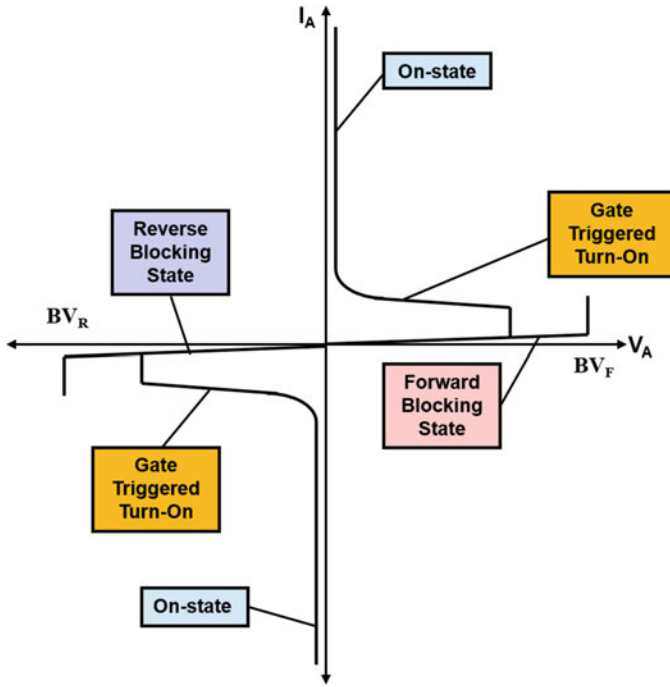 I_A
On-state
Gate
Triggered
Turn-On
Reverse
Blocking
State
BV_R
V_A
BV_F
Forward
Blocking
State
Gate
Triggered
Turn-On
On-state